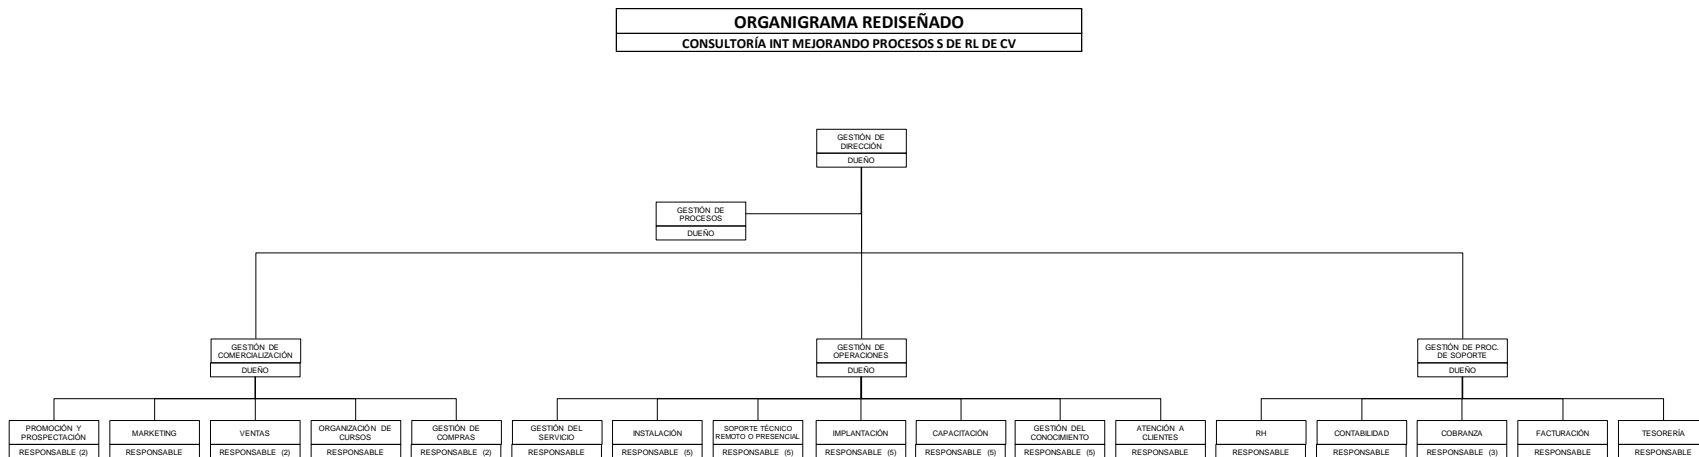 ORGANIGRAMA REDISEÑADO
CONSULTORÍA INT MEJORANDO PROCESOS S DE RL DE CV
GESTIÓN DE
DIRECCIÓN
DUEÑO
GESTIÓN DE
PROCESOS
DUEÑO
GESTIÓN DE
COMERCIALIZACIÓN
DUEÑO
GESTIÓN DE
OPERACIONES
DUEÑO
GESTIÓN DE PROC.
DE SOPORTE
DUEÑO
PROMOCIÓN Y
PROSPECTACIÓN
RESPONSABLE (2)
MARKETING
RESPONSABLE
VENTAS
RESPONSABLE (2)
ORGANIZACIÓN DE
CURSOS
RESPONSABLE
GESTIÓN DE
COMPRAS
RESPONSABLE (2)
GESTIÓN DEL
SERVICIO
RESPONSABLE
INSTALACIÓN
RESPONSABLE (5)
SOPORTE TÉCNICO
REMOTO O PRESENCIAL
RESPONSABLE (5)
IMPLANTACIÓN
RESPONSABLE (5)
CAPACITACIÓN
RESPONSABLE (5)
GESTIÓN DEL
CONOCIMIENTO
RESPONSABLE (5)
ATENCIÓN A
CLIENTES
RESPONSABLE
RH
RESPONSABLE
CONTABILIDAD
RESPONSABLE
COBRANZA
RESPONSABLE (3)
FACTURACIÓN
RESPONSABLE
TESORERÍA
RESPONSABLE